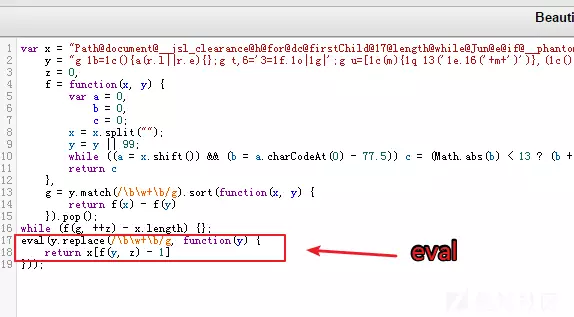 Beauti
1 var x = "Path@document@__jsl_clearance@h@for@dc@firstChild@17@length@while@Jun@e@if@__phantom
2 y = "g 1b=1c(){a(r.l||r.e){};g t,6='3=1f.1o|1g|';g u=[1c(m){1q 13('1e.16('+m+')')},(1c()
3 z = 0,
4 f = function(x, y) {
5 var a = 0,
6 b = 0,
7 c = 0;
8 x = x.split("");
9 y = y || 99;
10 while ((a = x.shift()) && (b = a.charCodeAt(0) - 77.5)) c = (Math.abs(b) < 13 ? (b +
11 return c
12 },
13 g = y.match(/\b\w+\b/g).sort(function(x, y) {
14 return f(x) - f(y)
15 }).pop();
16 while (f(g, ++z) - x.length) {};
17 eval(y.replace(/\b\w+\b/g, function(y) {
18 return x[f(y, z) - 1]
19 }));
eval